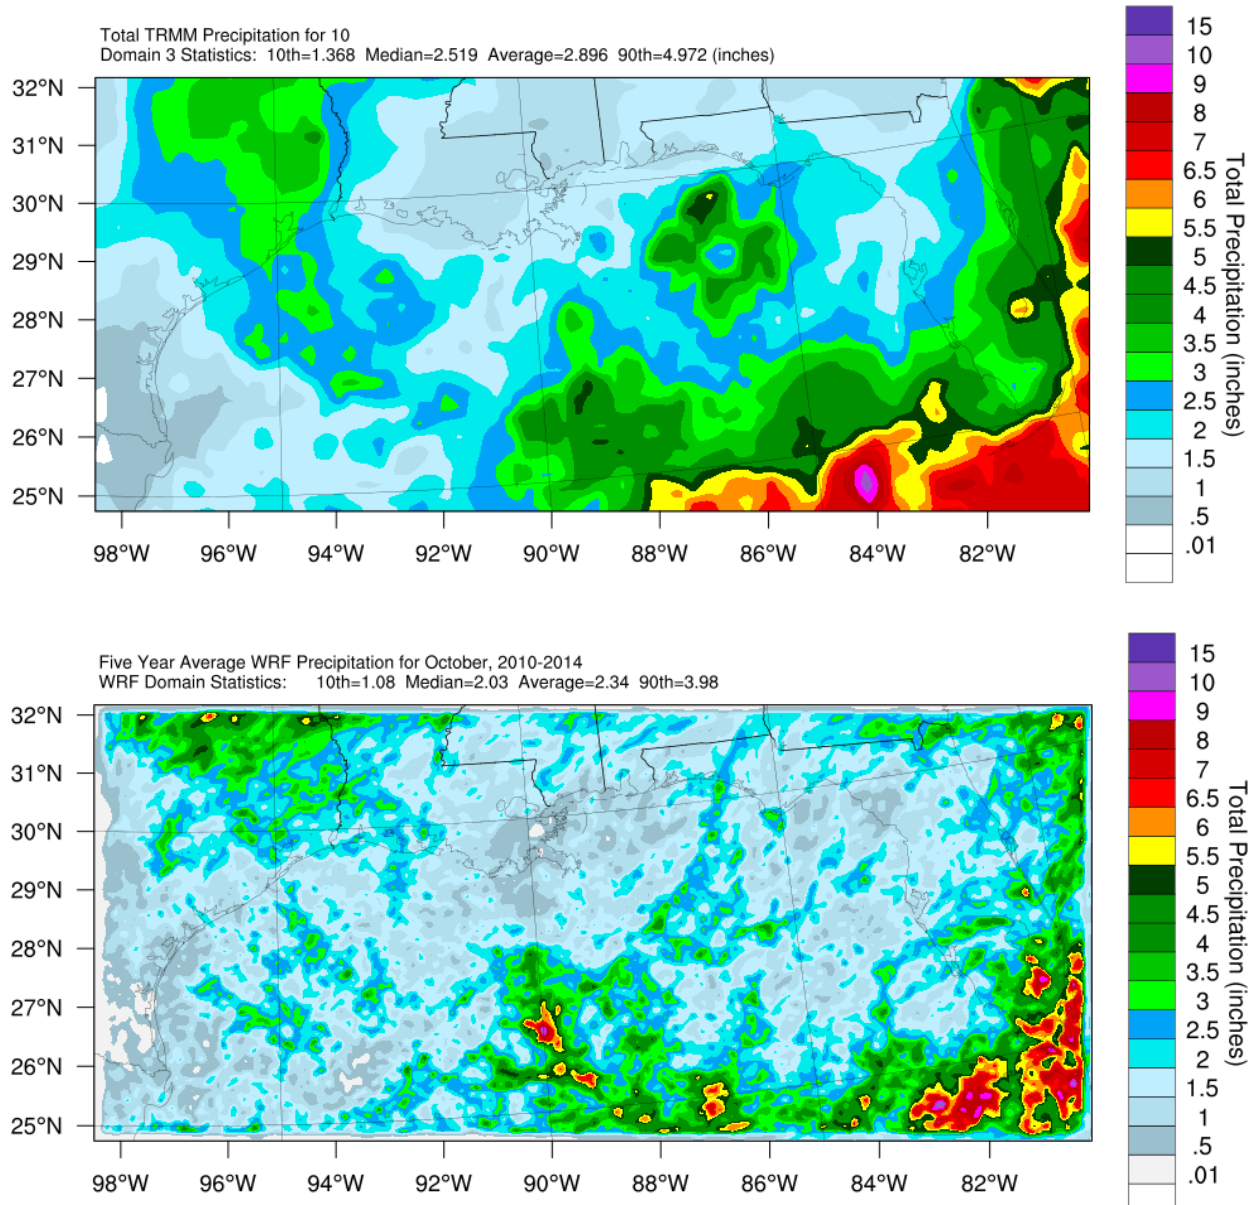 Total TRMM Precipitation for 10
Domain 3 Statistics: 10th=1.368 Median=2.519 Average=2.896 90th=4.972 (inches)
32°N
31°N
30°N
29°N
28°N
27°N
26°N
25°N
98°W 96°W 94°W 92°W 90°W 88°W 86°W 84°W 82°W
15
10
9
8
7
6.5
6
5.5
5
4.5
4
3.5
3
2.5
2
1.5
1
.5
.01
Total Precipitation (inches)
Five Year Average WRF Precipitation for October, 2010-2014
WRF Domain Statistics: 10th=1.08 Median=2.03 Average=2.34 90th=3.98
32°N
31°N
30°N
29°N
28°N
27°N
26°N
25°N
98°W 96°W 94°W 92°W 90°W 88°W 86°W 84°W 82°W
15
10
9
8
7
6.5
6
5.5
5
4.5
4
3.5
3
2.5
2
1.5
1
.5
.01
Total Precipitation (inches)